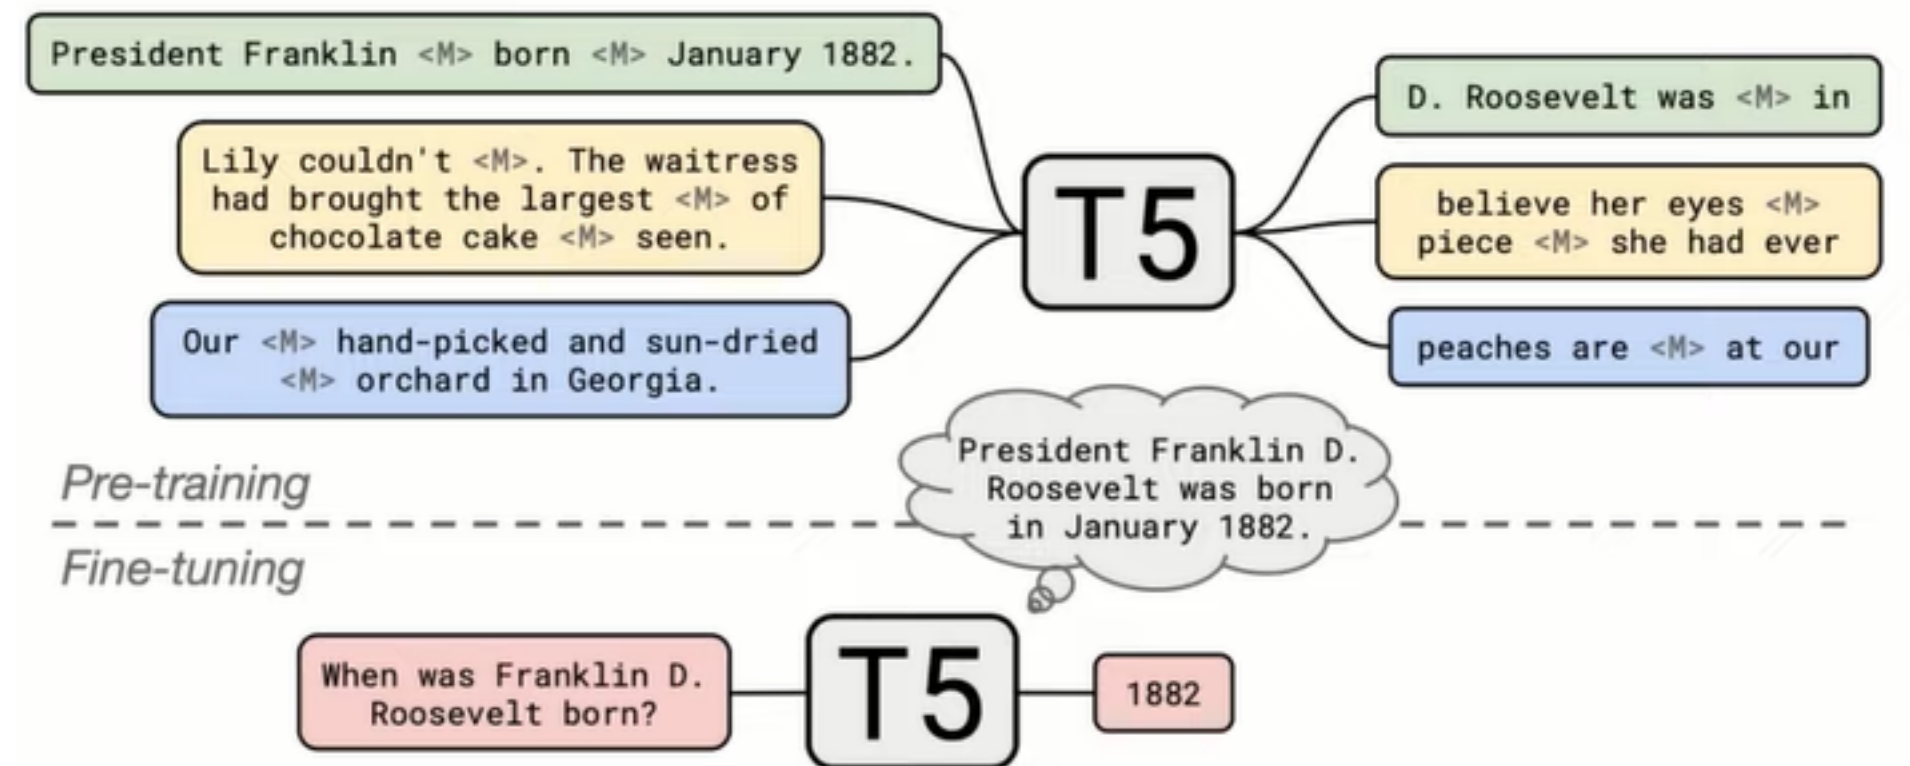 President Franklin <M> born <M> January 1882.
Lily couldn't <M>. The waitress
had brought the largest <M> of
chocolate cake <M> seen.
Our <M> hand-picked and sun-dried
<M> orchard in Georgia.
T5
D. Roosevelt was <M> in
believe her eyes <M>
piece <M> she had ever
peaches are <M> at our
President Franklin D.
Roosevelt was born
in January 1882.
Pre-training
Fine-tuning
When was Franklin D.
Roosevelt born?
T5
1882